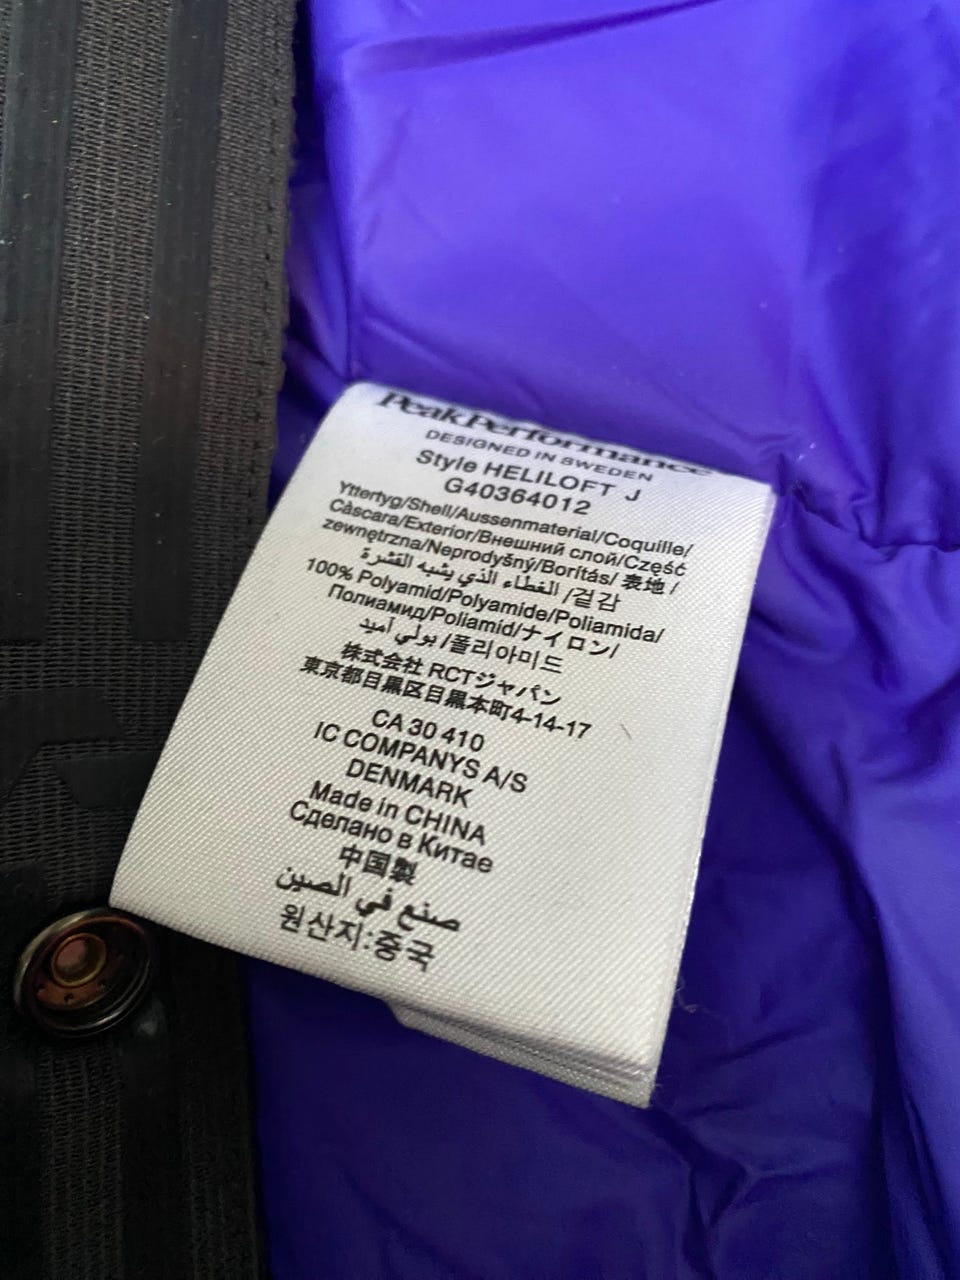 PeakPerformance
DESIGNED IN SWEDEN
Style HELILOFT J
G40364012
Yttertyg/Shell/Aussenmaterial/Coquille/
Càscara/Exterior/Внешний слой/Część
zewnętrzna/Neprodyšný/Borítás/ 表地 /
الغطاء الذي يشبه القشرة /겉감
100% Polyamid/Polyamide/Poliamida/
Полиамид/Poliamid/ナイロン/
بولي أميد /폴리아미드
株式会社 RCTジャパン
東京都目黒区目黒本町4-14-17
CA 30 410
IC COMPANYS A/S
DENMARK
Made in CHINA
Сделано в Китае
中国製
صنع في الصين
원산지:중국